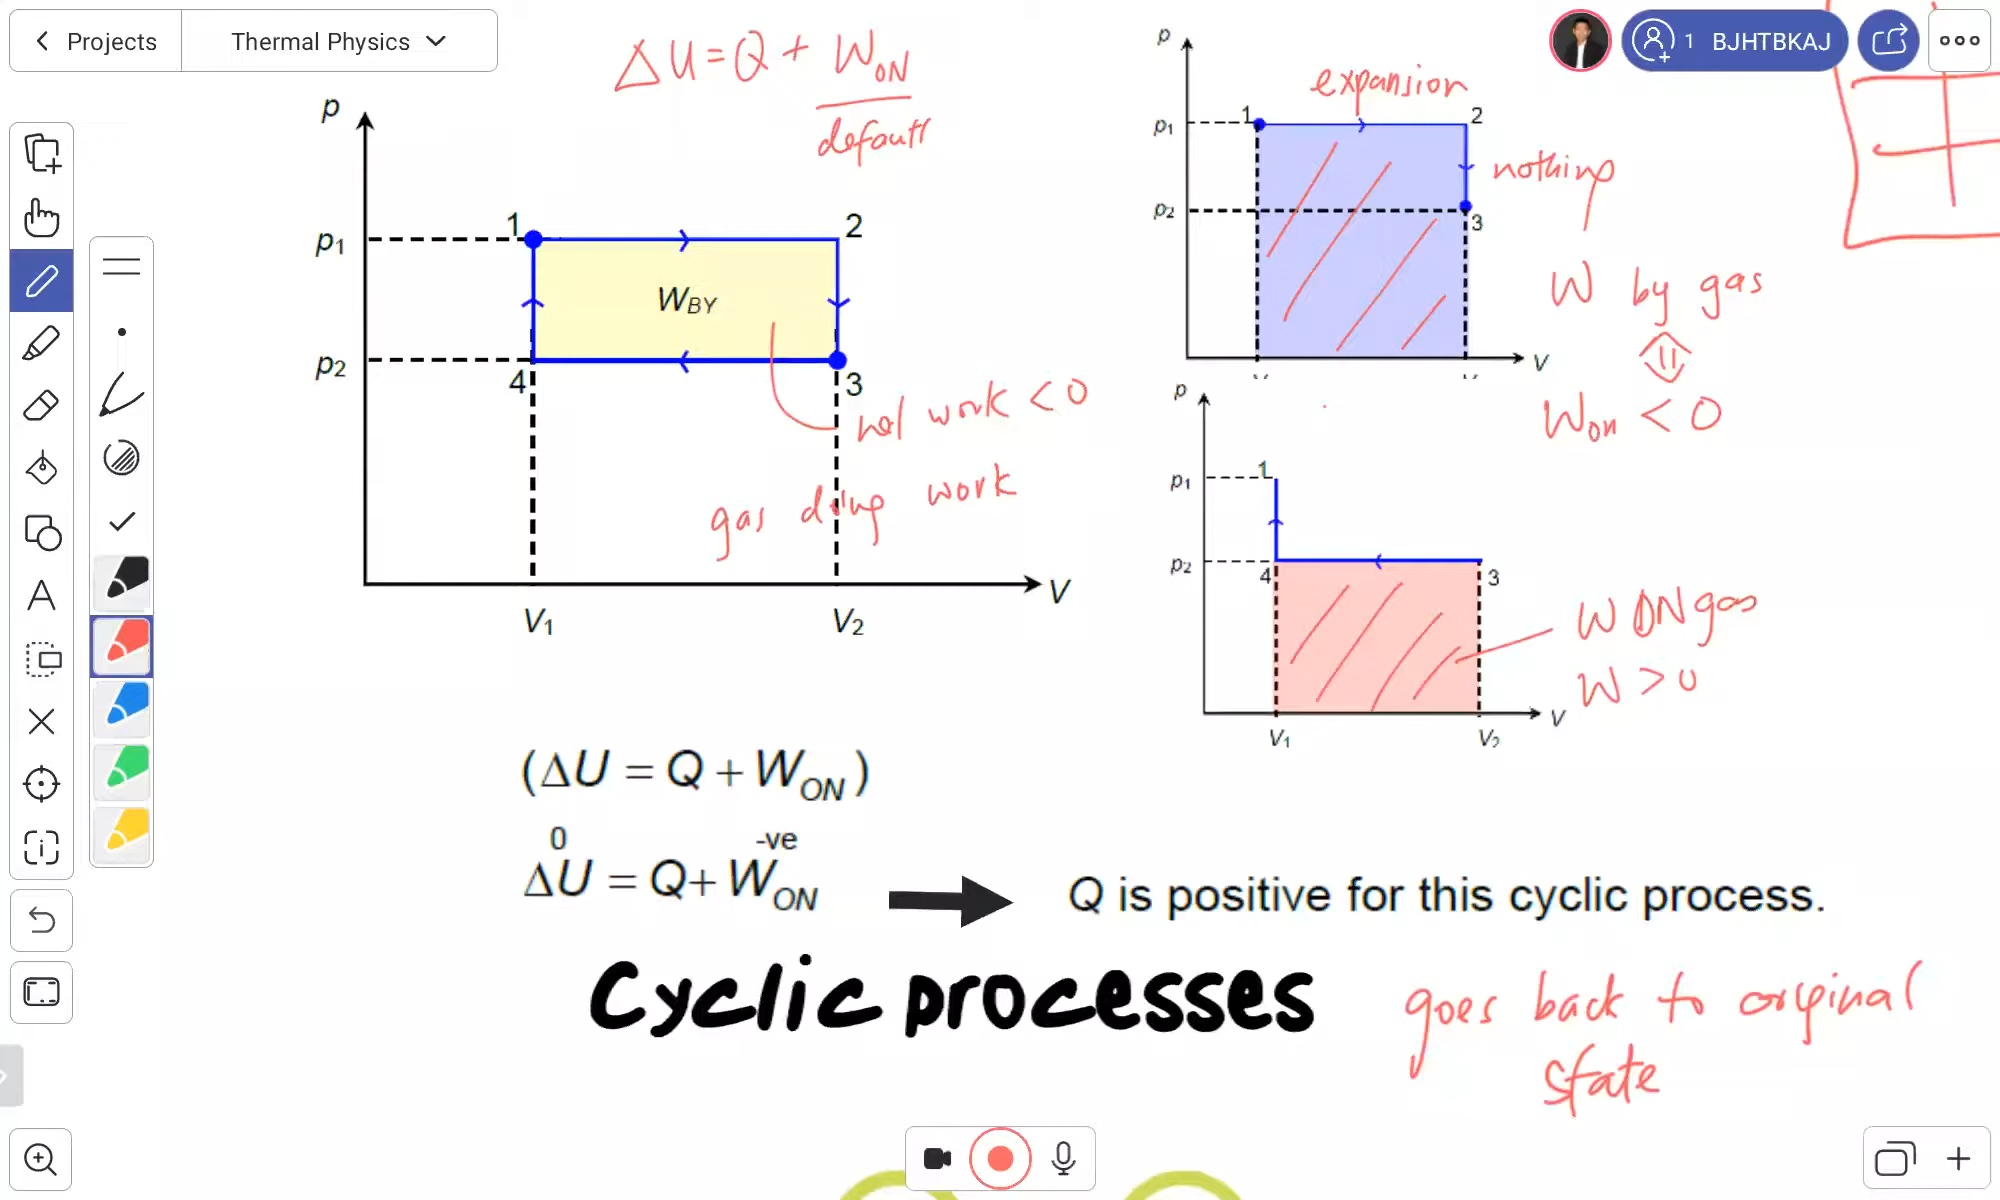 Projects
Thermal Physics
1 BJHTBKAJ
ΔU = Q + W_ON
default
p
p₁
p₂
1
2
W_BY
4
3
net work < 0
gas doing work
V₁
V₂
V
p
expansion
1
2
p₁
nothing
p₂
3
V
W by gas
=
W_on < 0
p
p₁
1
p₂
4
3
W ON gas
W > 0
V
V₁
V₂
(ΔU = Q + W_ON)
0 -ve
ΔU = Q+ W_ON
Q is positive for this cyclic process.
Cyclic processes
goes back to original
state